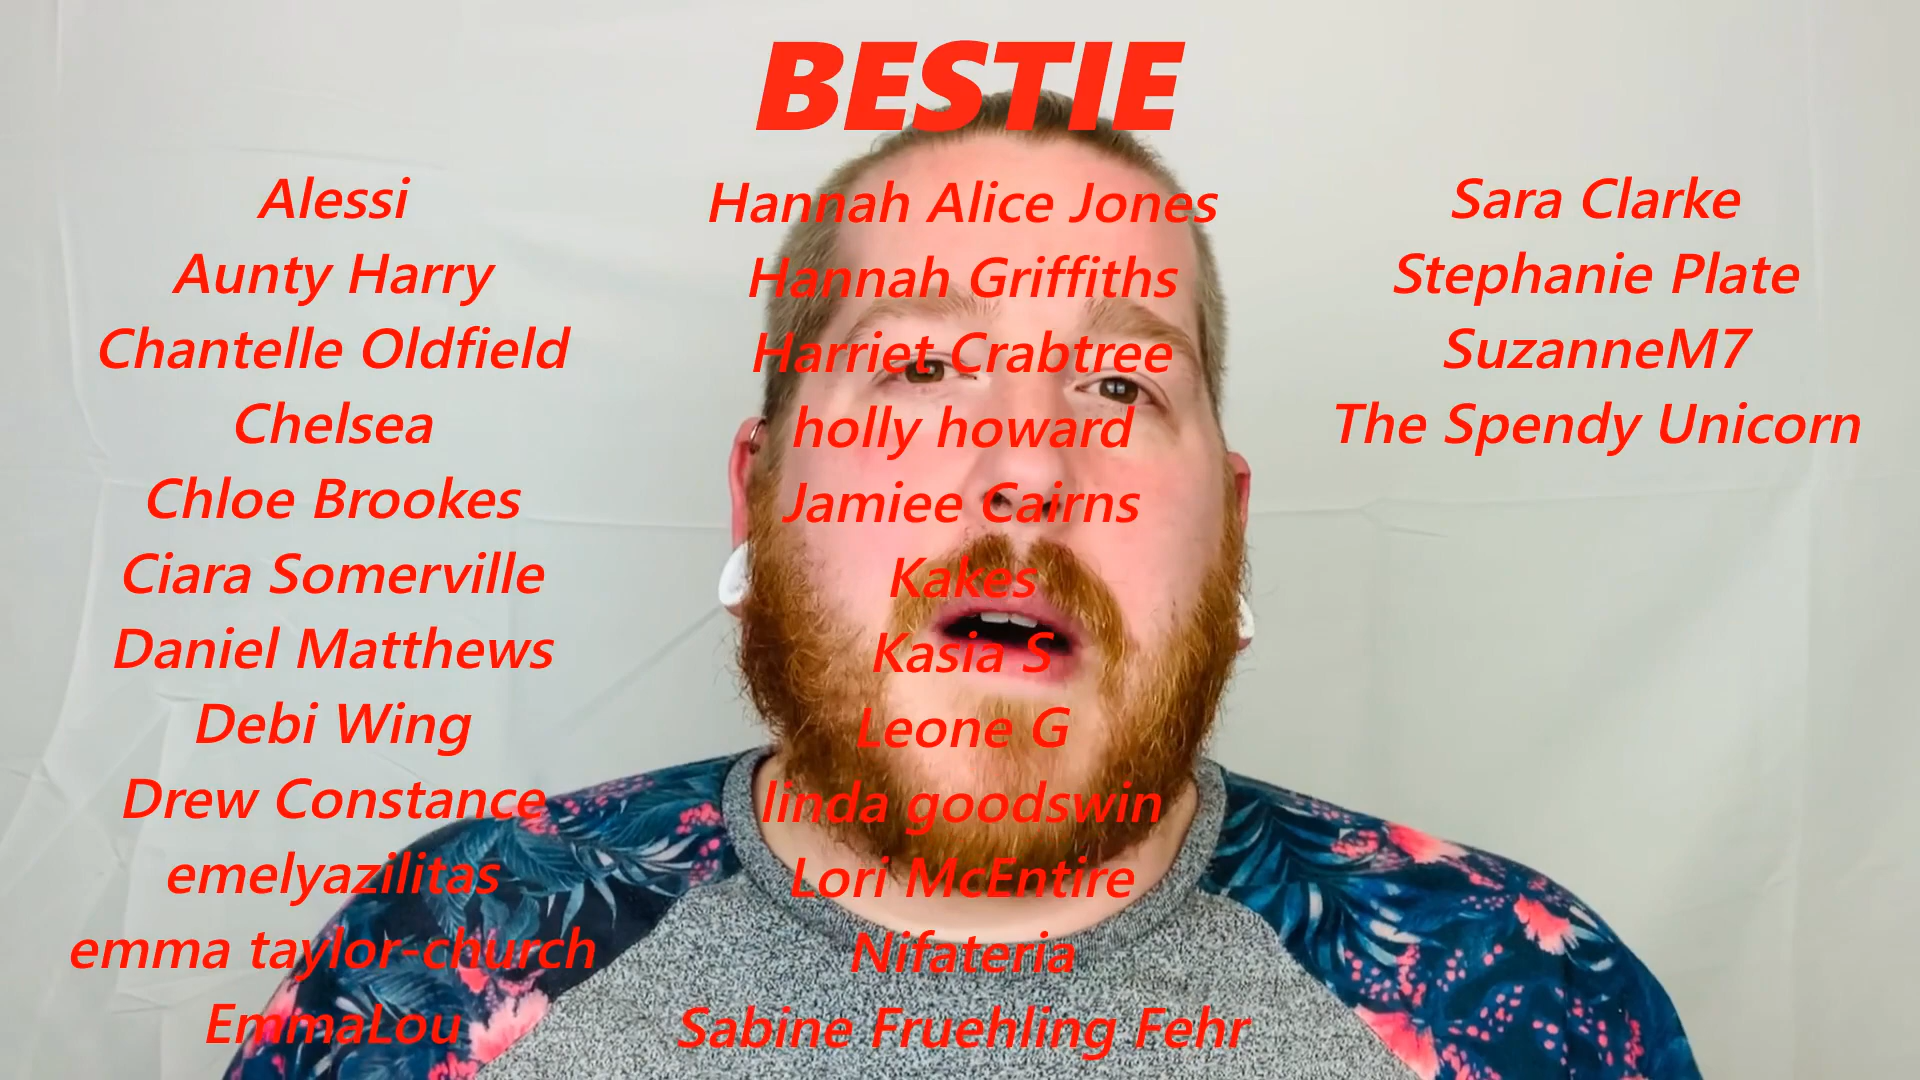 BESTIE
Alessi
Aunty Harry
Chantelle Oldfield
Chelsea
Chloe Brookes
Ciara Somerville
Daniel Matthews
Debi Wing
Drew Constance
emelyazilitas
emma taylor-church
EmmaLou
Hannah Alice Jones
Hannah Griffiths
Harriet Crabtree
holly howard
Jamiee Cairns
Kakes
Kasia S
Leone G
linda goodswin
Lori McEntire
Nifateria
Sabine Fruehling Fehr
Sara Clarke
Stephanie Plate
SuzanneM7
The Spendy Unicorn